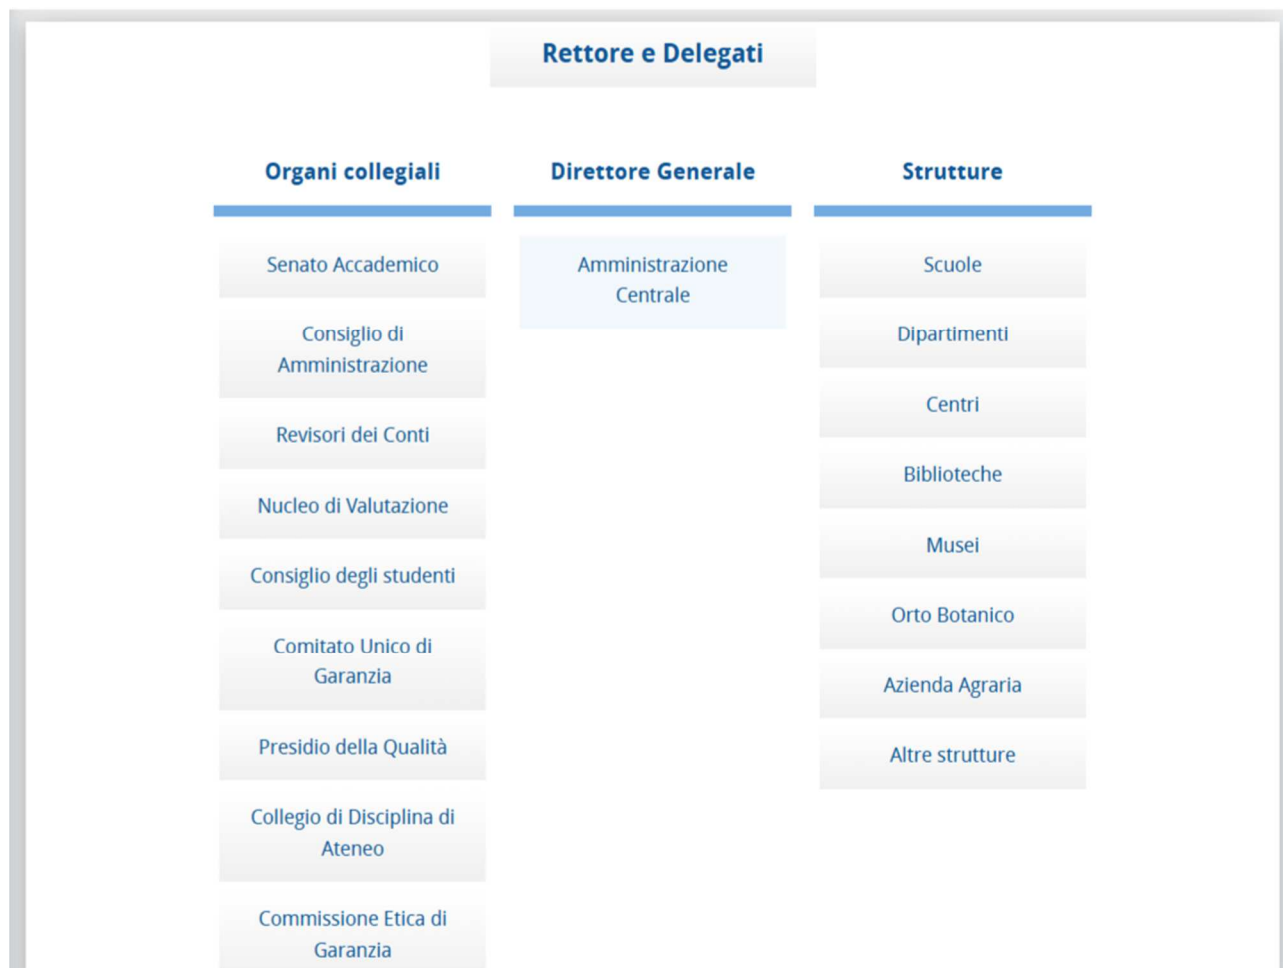 Rettore e Delegati
Organi collegiali
Senato Accademico
Consiglio di
Amministrazione
Revisori dei Conti
Nucleo di Valutazione
Consiglio degli studenti
Comitato Unico di
Garanzia
Presidio della Qualità
Collegio di Disciplina di
Ateneo
Commissione Etica di
Garanzia
Direttore Generale
Amministrazione
Centrale
Strutture
Scuole
Dipartimenti
Centri
Biblioteche
Musei
Orto Botanico
Azienda Agraria
Altre strutture